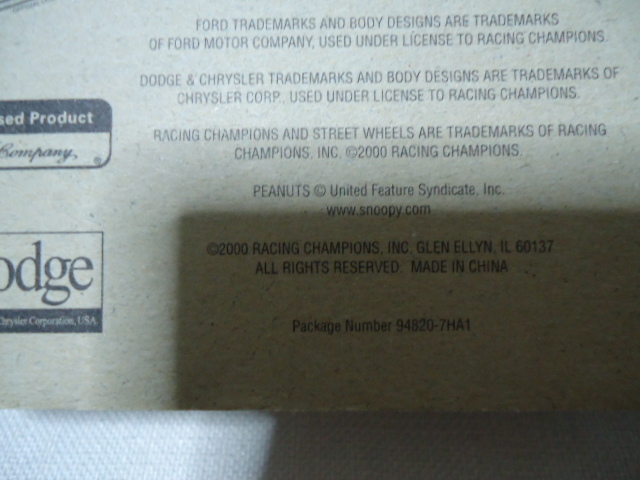 FORD TRADEMARKS AND BODY DESIGNS ARE TRADEMARKS
OF FORD MOTOR COMPANY, USED UNDER LICENSE TO RACING CHAMPIONS.
DODGE & CHRYSLER TRADEMARKS AND BODY DESIGNS ARE TRADEMARKS OF
CHRYSLER CORP.. USED UNDER LICENSE TO RACING CHAMPIONS.
sed Product
Company
®
RACING CHAMPIONS AND STREET WHEELS ARE TRADEMARKS OF RACING
CHAMPIONS, INC. ©2000 RACING CHAMPIONS.
PEANUTS © United Feature Syndicate, Inc.
www.snoopy.com
odge
Chrysler Corporation, USA
©2000 RACING CHAMPIONS, INC. GLEN ELLYN, IL 60137
ALL RIGHTS RESERVED. MADE IN CHINA
Package Number 94820-7HA1